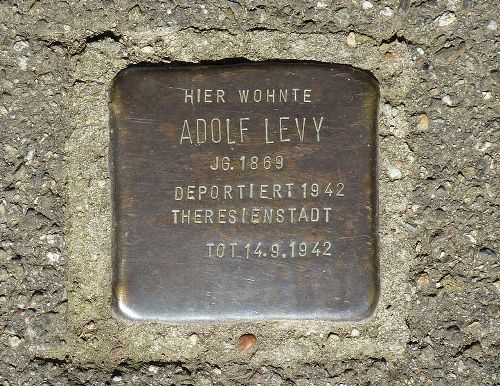 HIER WOHNTE
ADOLF LEVY
JG. 1869
DEPORTIERT 1942
THERESIENSTADT
TOT 14.9.1942